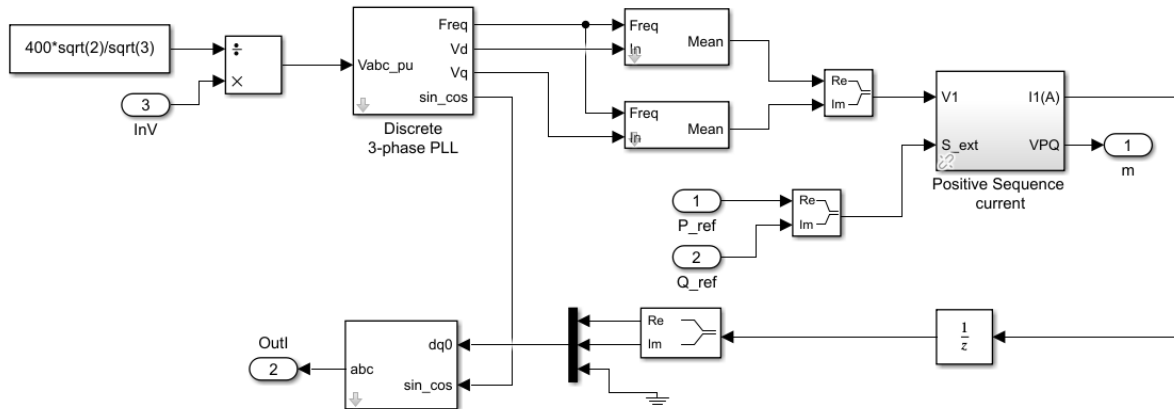 400*sqrt(2)/sqrt(3)
÷
×
3
InV
Vabc_pu
Freq
Vd
Vq
sin_cos
Discrete
3-phase PLL
Freq
In
Mean
Freq
In
Mean
Re
Im
V1
S_ext
I1(A)
VPQ
Positive Sequence
current
1
m
1
P_ref
2
Q_ref
Re
Im
OutI
2
abc
dq0
sin_cos
Re
Im
1
z